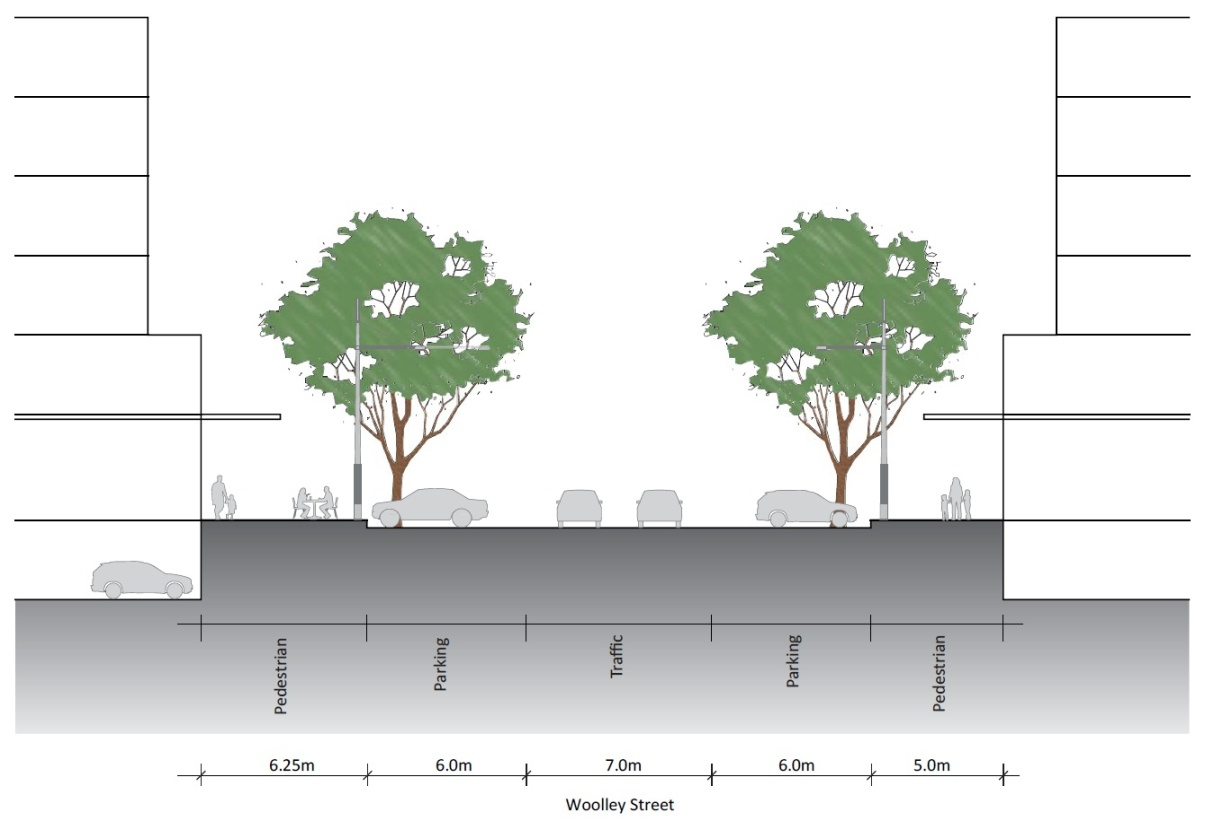 Pedestrian
Parking
Traffic
Parking
Pedestrian
6.25m
6.0m
7.0m
6.0m
5.0m
Woolley Street